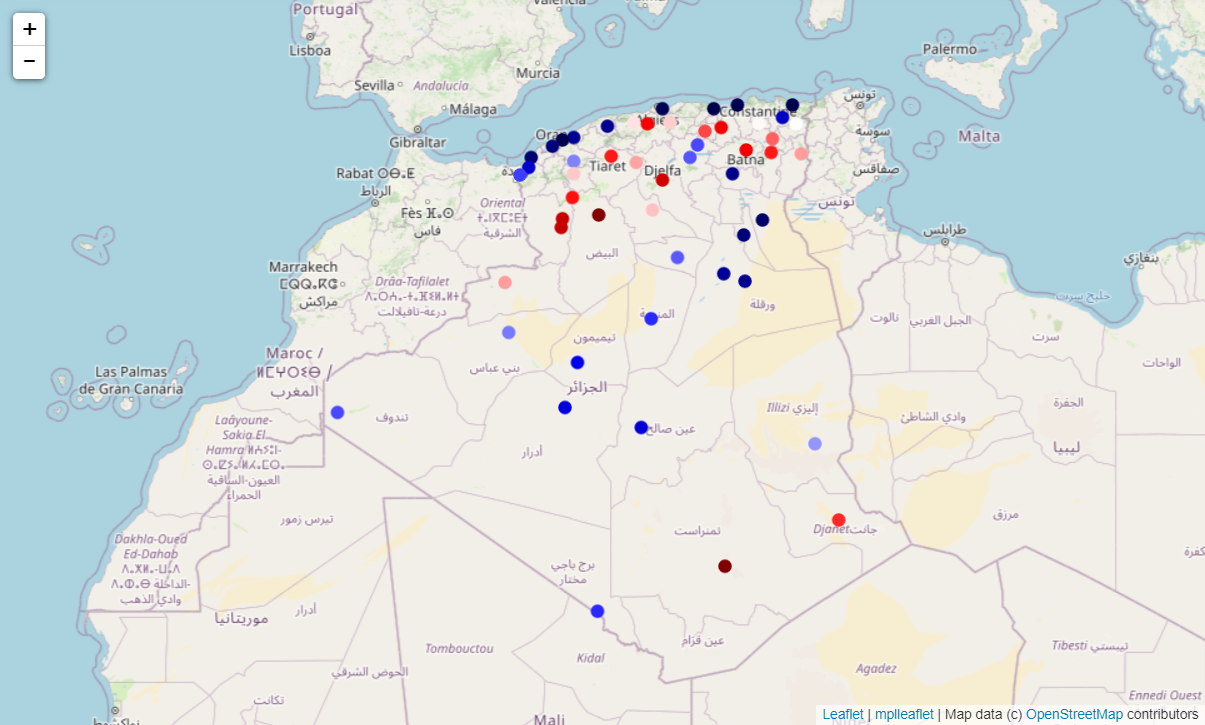 +
−
Portugal
Lisboa
Valencia
Murcia
Sevilla
Andalucía
Málaga
Gibraltar
Palermo
Malta
تونس
سوسة
صفاقس
تونس
Constantine
Batna
Tiaret
Djelfa
Rabat ⵔⴱⴰⵟ
الرباط
Fès ⴼⴰⵙ
فاس
Oriental
الشرقية
Marrakech
مراكش
Drâa-Tafilalet
درعة-تافيلالت
البيض
طرابلس
بنغازي
خليج سرت
ورقلة
نالوت
الجبل الغربي
سرت
الواحات
تيميمون
بني عباس
الجزائر
Maroc /
ⵍⵎⵖⵔⵉⴱ /
المغرب
Las Palmas
de Gran Canaria
تندوف
Illizi إليزي
وادي الشاطئ
الجفرة
ليبيا
Laâyoune-
Sakia El
Hamra
العيون-الساقية
الحمراء
عين صالح
أدرار
تيرس زمور
تمنراست
Djanet جانت
مرزق
Dakhla-Oued
Ed-Dahab
الداخلة-
وادي الذهب
برج باجي
مختار
موريتانيا
أدرار
عين قزام
Tombouctou
Kidal
الحوض الشرقي
تكانت
Agadez
Tibesti تيبستي
Ennedi Ouest
نواكشوط
Mali
Leaflet | mplleaflet | Map data (c) OpenStreetMap contributors